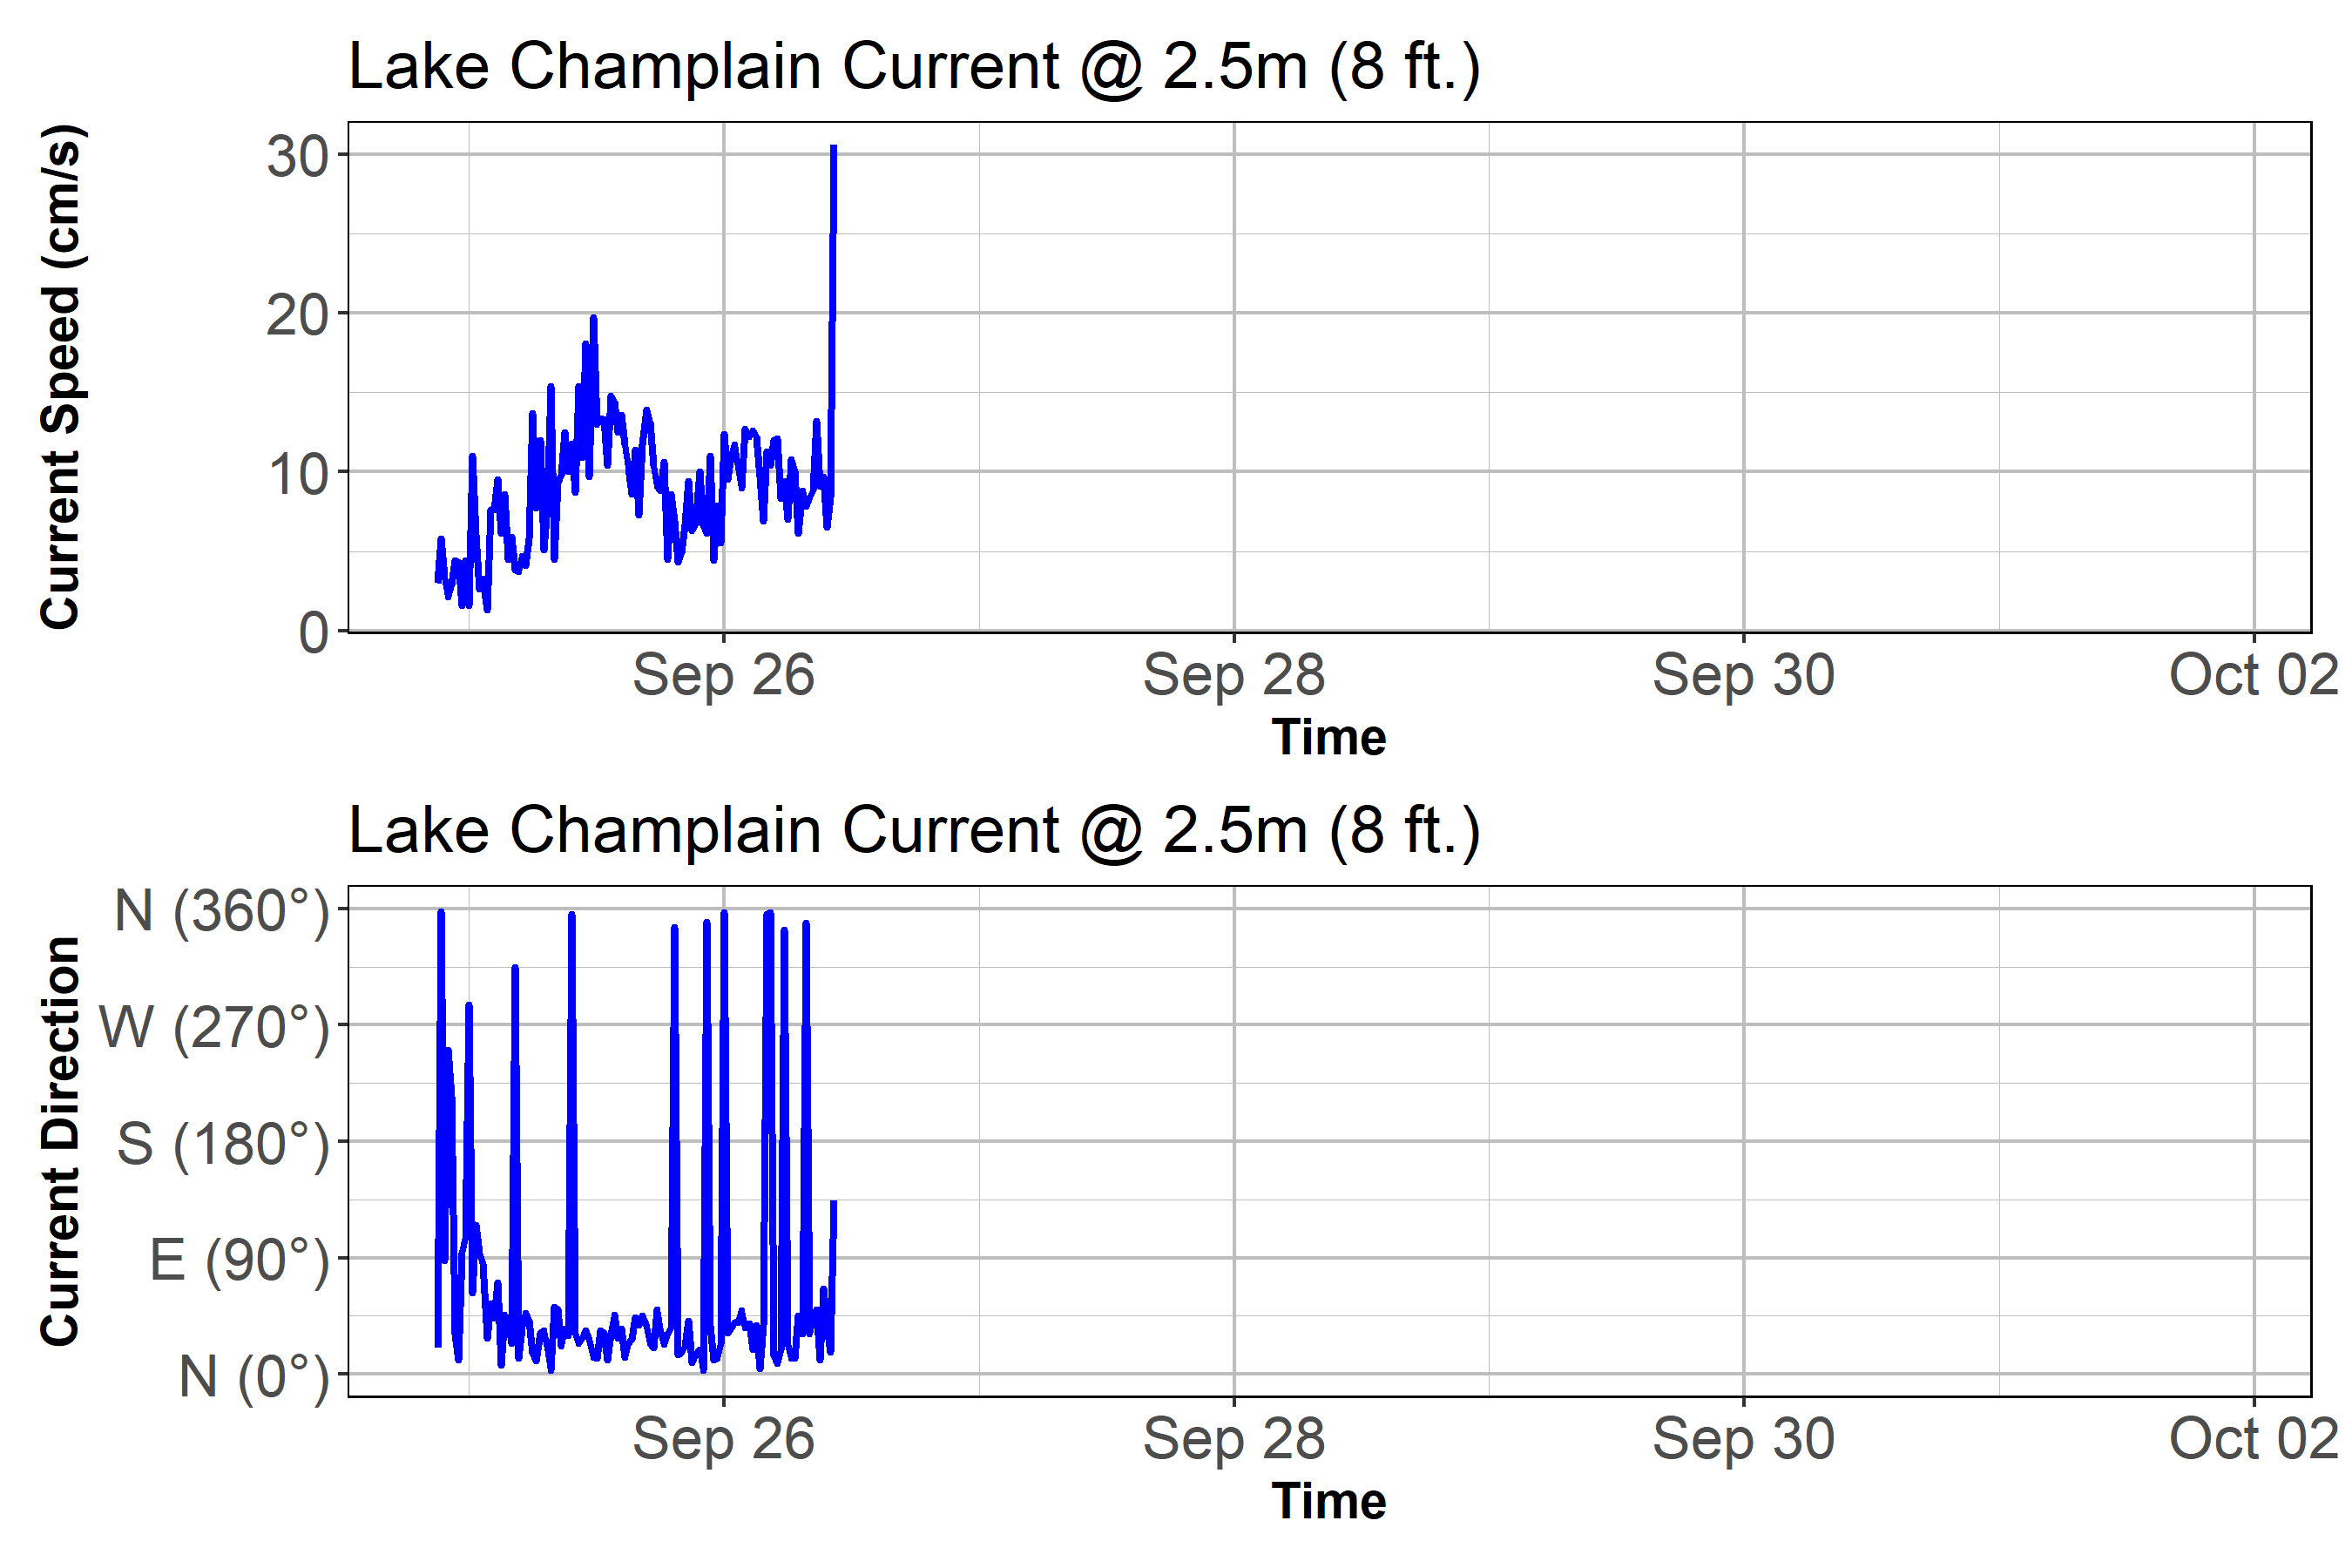 Lake Champlain Current @ 2.5m (8 ft.)
Current Speed (cm/s)
30
20
10
0
Sep 26 Sep 28 Sep 30 Oct 02
Time
Lake Champlain Current @ 2.5m (8 ft.)
Current Direction
N (360°)
W (270°)
S (180°)
E (90°)
N (0°)
Sep 26 Sep 28 Sep 30 Oct 02
Time